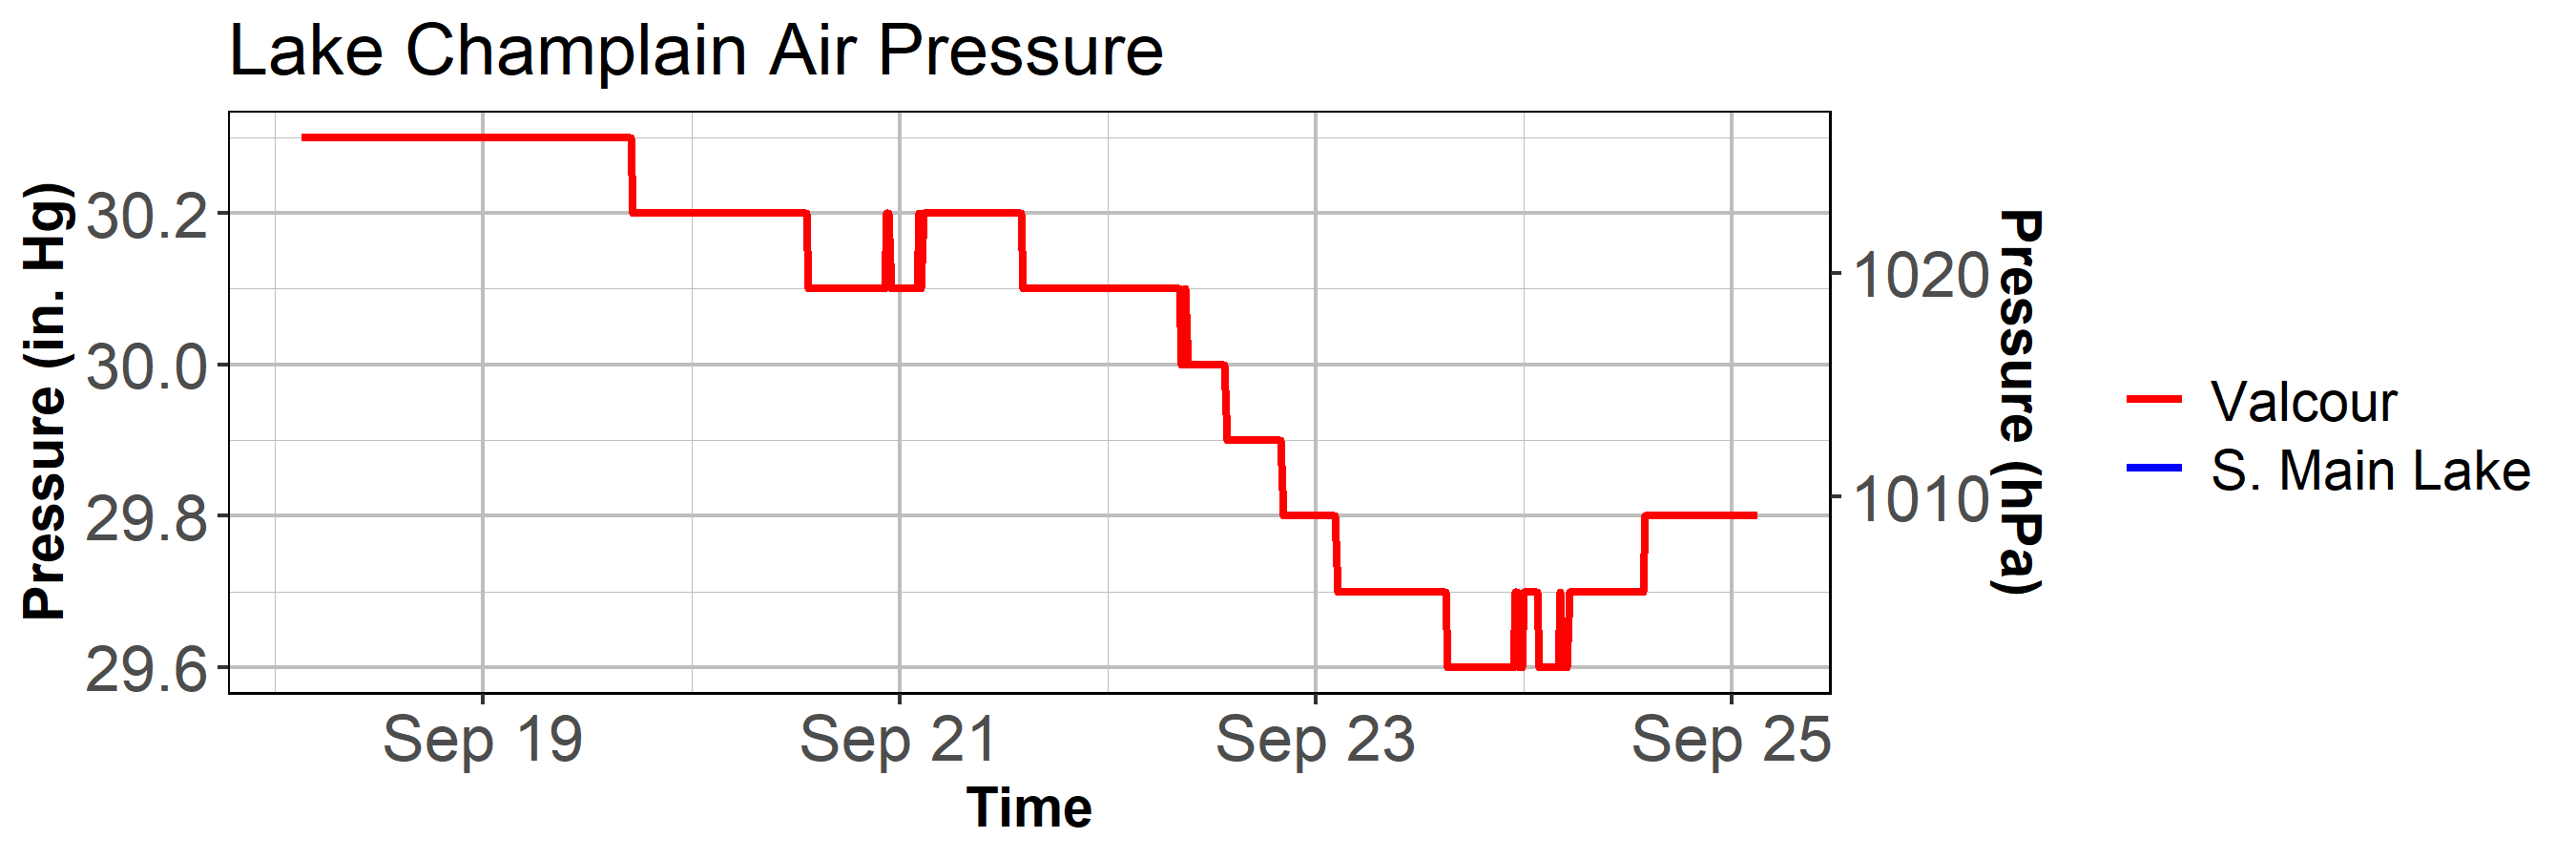 Lake Champlain Air Pressure
Pressure (in. Hg)
30.2
30.0
29.8
29.6
Sep 19
Sep 21
Sep 23
Sep 25
Time
1020
1010
Pressure (hPa)
Valcour
S. Main Lake